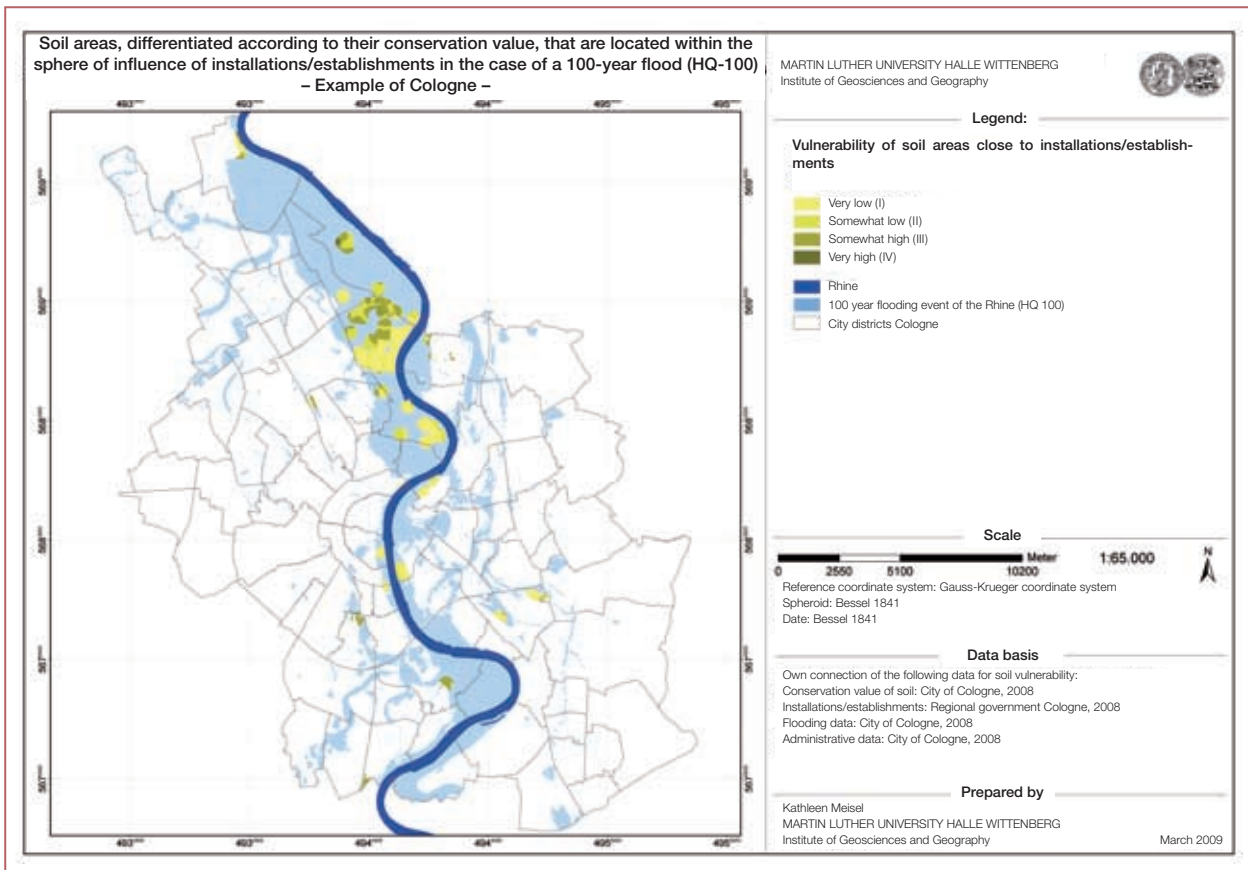 Soil areas, differentiated according to their conservation value, that are located within the
sphere of influence of installations/establishments in the case of a 100-year flood (HQ-100)
– Example of Cologne –
MARTIN LUTHER UNIVERSITY HALLE WITTENBERG
Institute of Geosciences and Geography
Legend:
Vulnerability of soil areas close to installations/establish-
ments
Very low (I)
Somewhat low (II)
Somewhat high (III)
Very high (IV)
Rhine
100 year flooding event of the Rhine (HQ 100)
City districts Cologne
Scale
Meter
1:65.000
N
0 2550 5100 10200
Reference coordinate system: Gauss-Krueger coordinate system
Spheroid: Bessel 1841
Date: Bessel 1841
Data basis
Own connection of the following data for soil vulnerability:
Conservation value of soil: City of Cologne, 2008
Installations/establishments: Regional government Cologne, 2008
Flooding data: City of Cologne, 2008
Administrative data: City of Cologne, 2008
Prepared by
Kathleen Meisel
MARTIN LUTHER UNIVERSITY HALLE WITTENBERG
Institute of Geosciences and Geography
March 2009